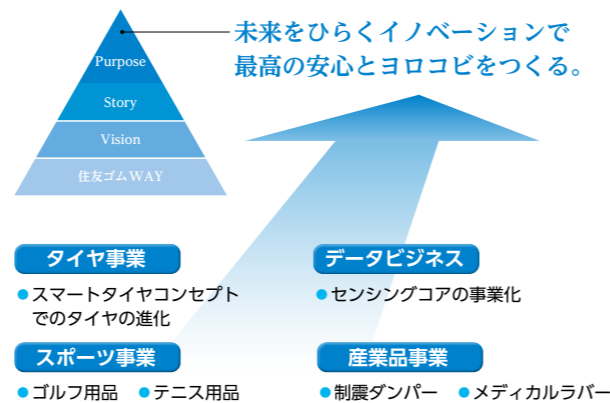 未来をひらくイノベーションで
最高の安心とヨロコビをつくる。
Purpose
Story
Vision
住友ゴムWAY
タイヤ事業
●スマートタイヤコンセプト
でのタイヤの進化
データビジネス
●センシングコアの事業化
スポーツ事業
●ゴルフ用品 ●テニス用品
産業品事業
●制震ダンパー ●メディカルラバー